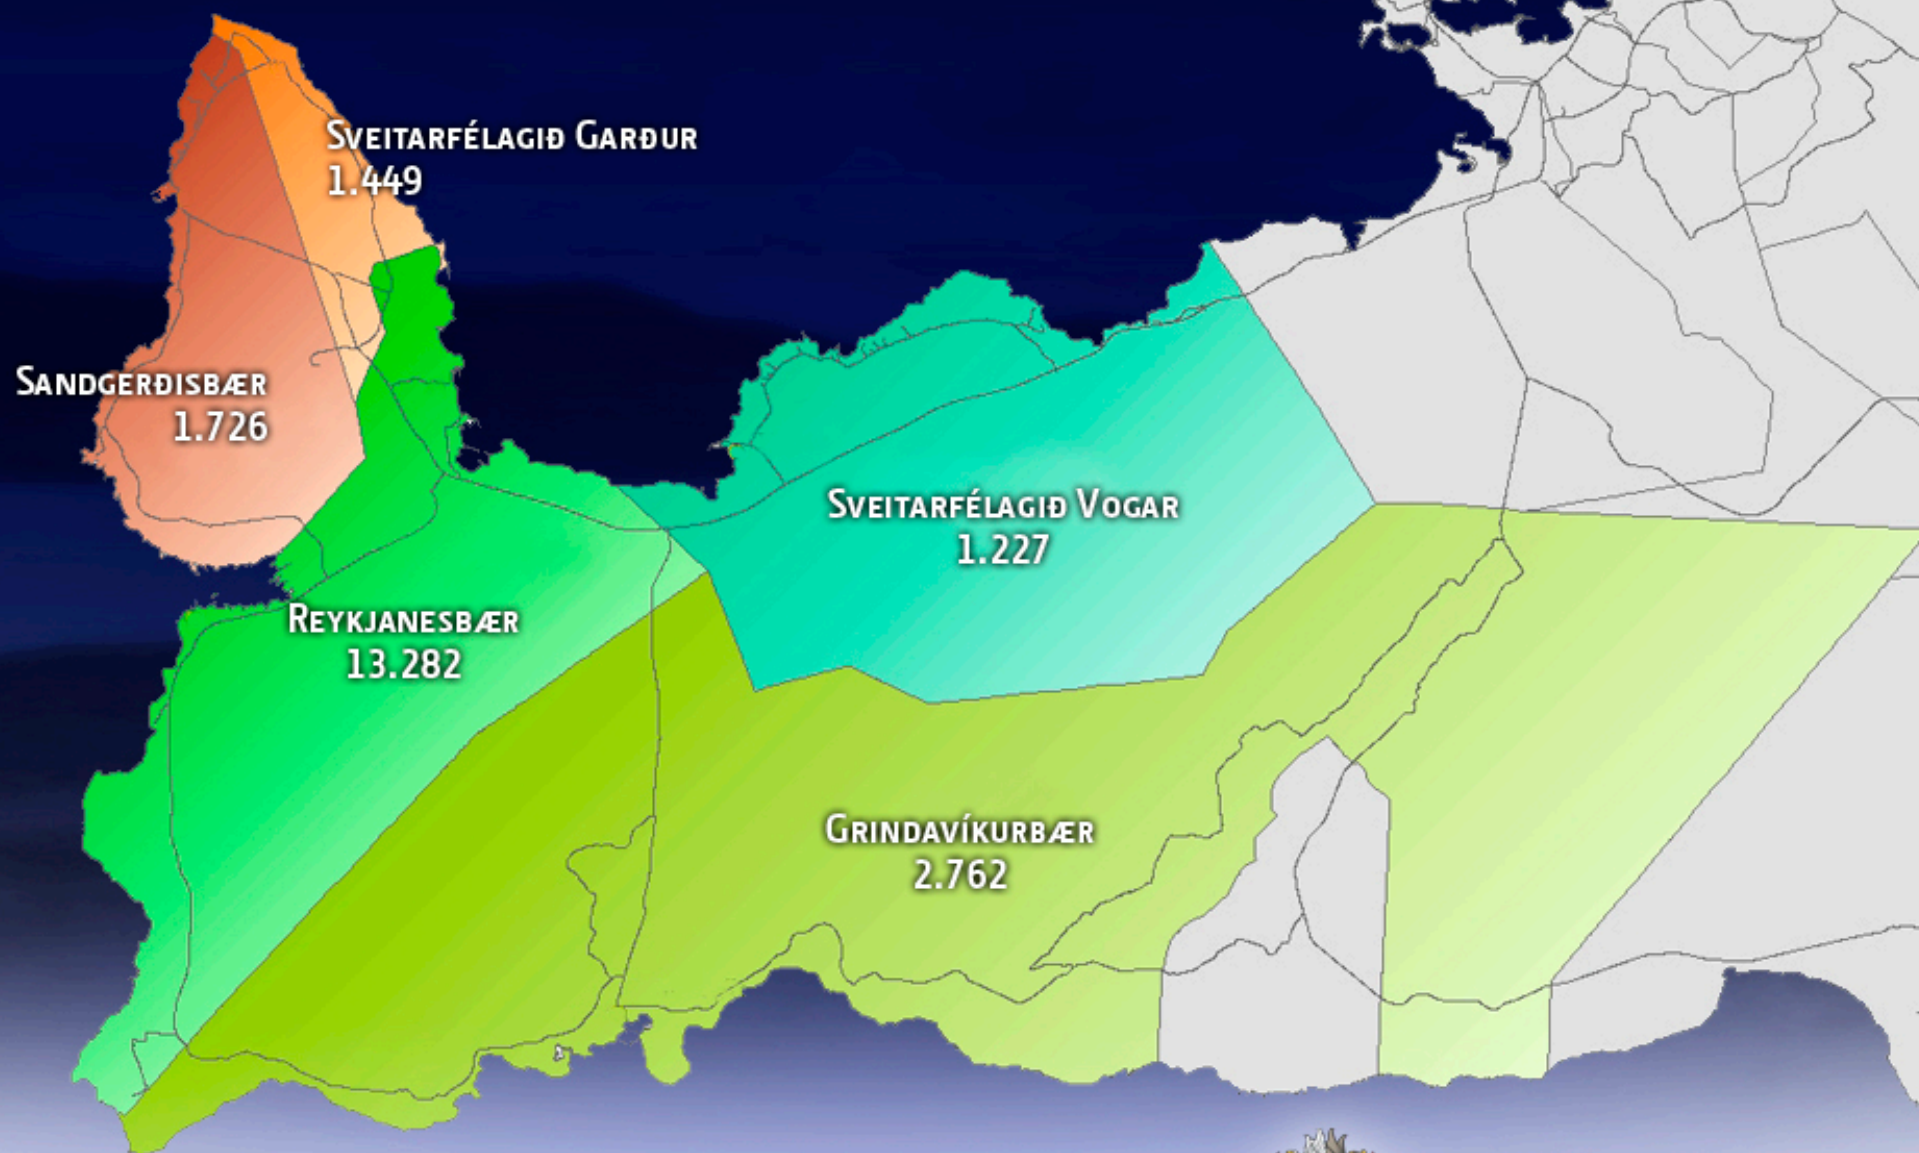 Sveitarfélagið Garður
1.449
Sandgerðisbær
1.726
Sveitarfélagið Vogar
1.227
Reykjanesbær
13.282
Grindavíkurbær
2.762